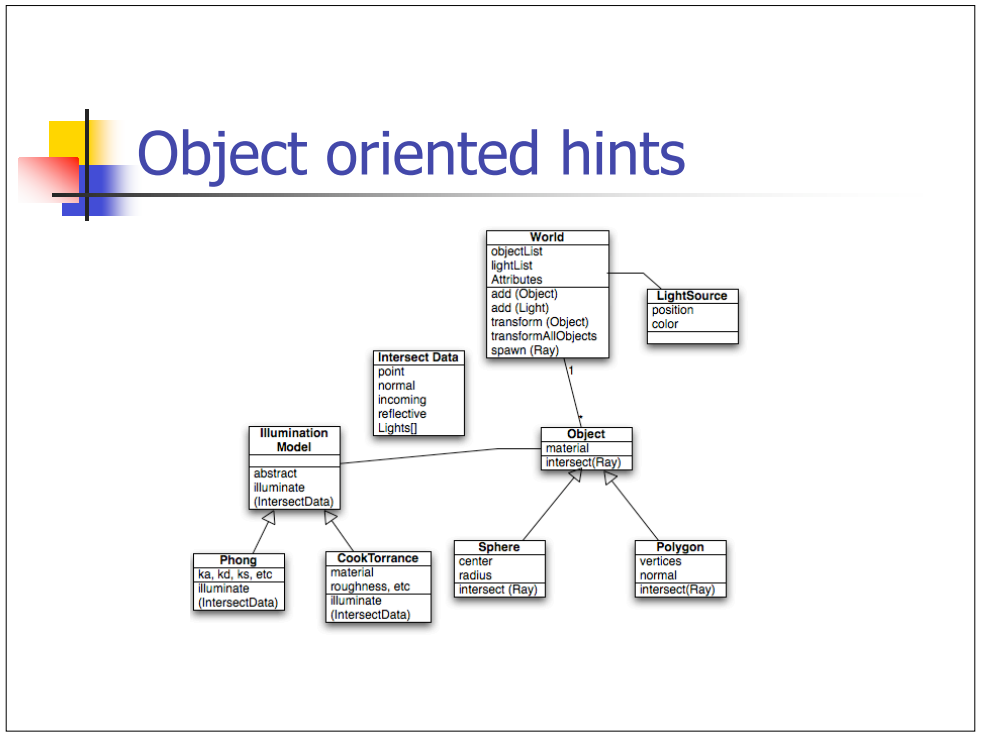 Object oriented hints
World
objectList
lightList
Attributes
add (Object)
add (Light)
transform (Object)
transformAllObjects
spawn (Ray)
LightSource
position
color
Intersect Data
point
normal
incoming
reflective
Lights[]
1
*
Illumination
Model
abstract
illuminate
(IntersectData)
Object
material
intersect(Ray)
Phong
ka, kd, ks, etc
illuminate
(IntersectData)
CookTorrance
material
roughness, etc
illuminate
(IntersectData)
Sphere
center
radius
intersect (Ray)
Polygon
vertices
normal
intersect(Ray)